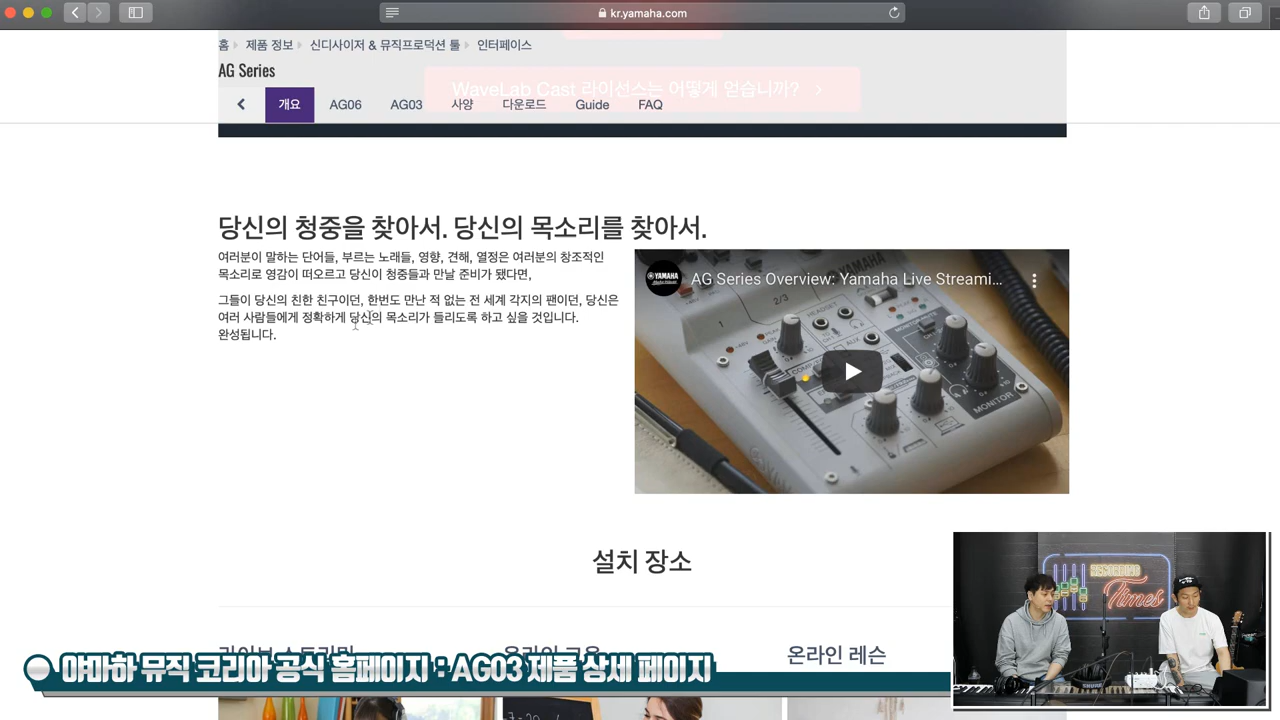 kr.yamaha.com
홈 제품 정보 신디사이저 & 뮤직프로덕션 툴 인터페이스
AG Series
WaveLab Cast 라이선스는 어떻게 얻습니까?
개요 AG06 AG03 사양 다운로드 Guide FAQ
당신의 청중을 찾아서. 당신의 목소리를 찾아서.
여러분이 말하는 단어들, 부르는 노래들, 영향, 견해, 열정은 여러분의 창조적인
목소리로 영감이 떠오르고 당신이 청중들과 만날 준비가 됐다면,
그들이 당신의 친한 친구이던, 한번도 만난 적 없는 전 세계 각지의 팬이던, 당신은
여러 사람들에게 정확하게 당신의 목소리가 들리도록 하고 싶을 것입니다.
완성됩니다.
YAMAHA
AG Series Overview: Yamaha Live Streami...
1
2/3
HEADSET
+48V
AUX
MONITOR
설치 장소
온라인 레슨
RECORDING
Times
야마하 뮤직 코리아 공식 홈페이지 : AG03 제품 상세 페이지